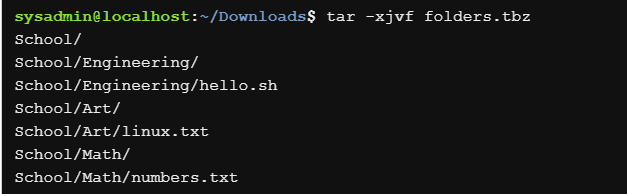 sysadmin@localhost:~/Downloads$ tar -xjvf folders.tbz
School/
School/Engineering/
School/Engineering/hello.sh
School/Art/
School/Art/linux.txt
School/Math/
School/Math/numbers.txt